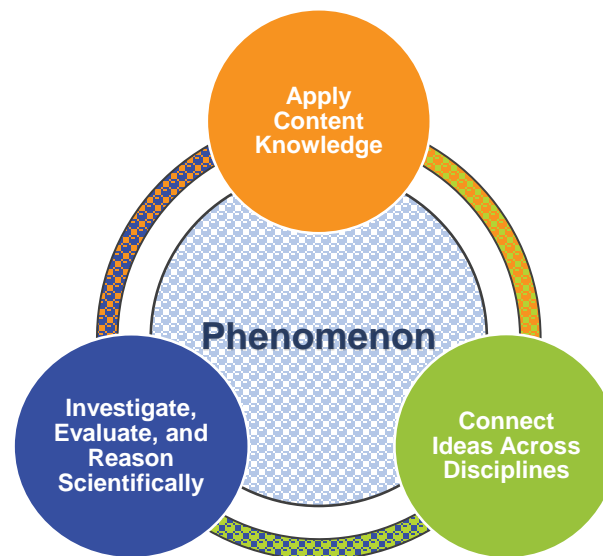 Apply
Content
Knowledge
Phenomenon
Investigate,
Evaluate, and
Reason
Scientifically
Connect
Ideas Across
Disciplines